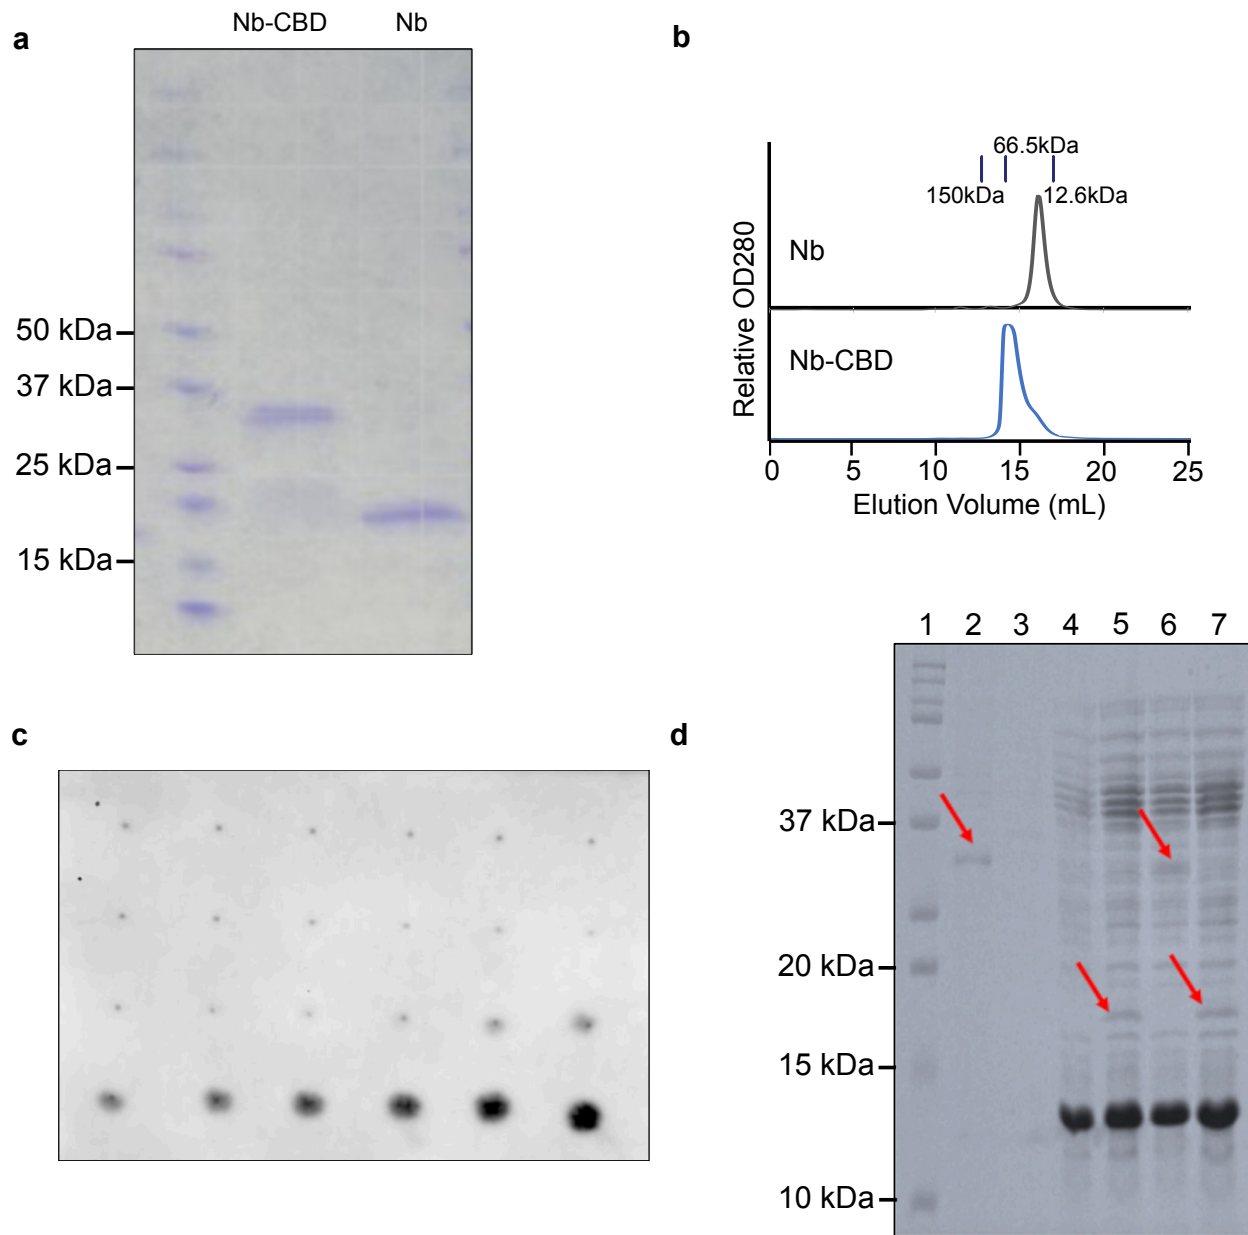 a
Nb-CBD Nb
50 kDa
37 kDa
25 kDa
15 kDa
b
66.5kDa
150kDa 12.6kDa
Relative OD280
Nb
Nb-CBD
0 5 10 15 20 25
Elution Volume (mL)
c
d
1 2 3 4 5 6 7
37 kDa
20 kDa
15 kDa
10 kDa